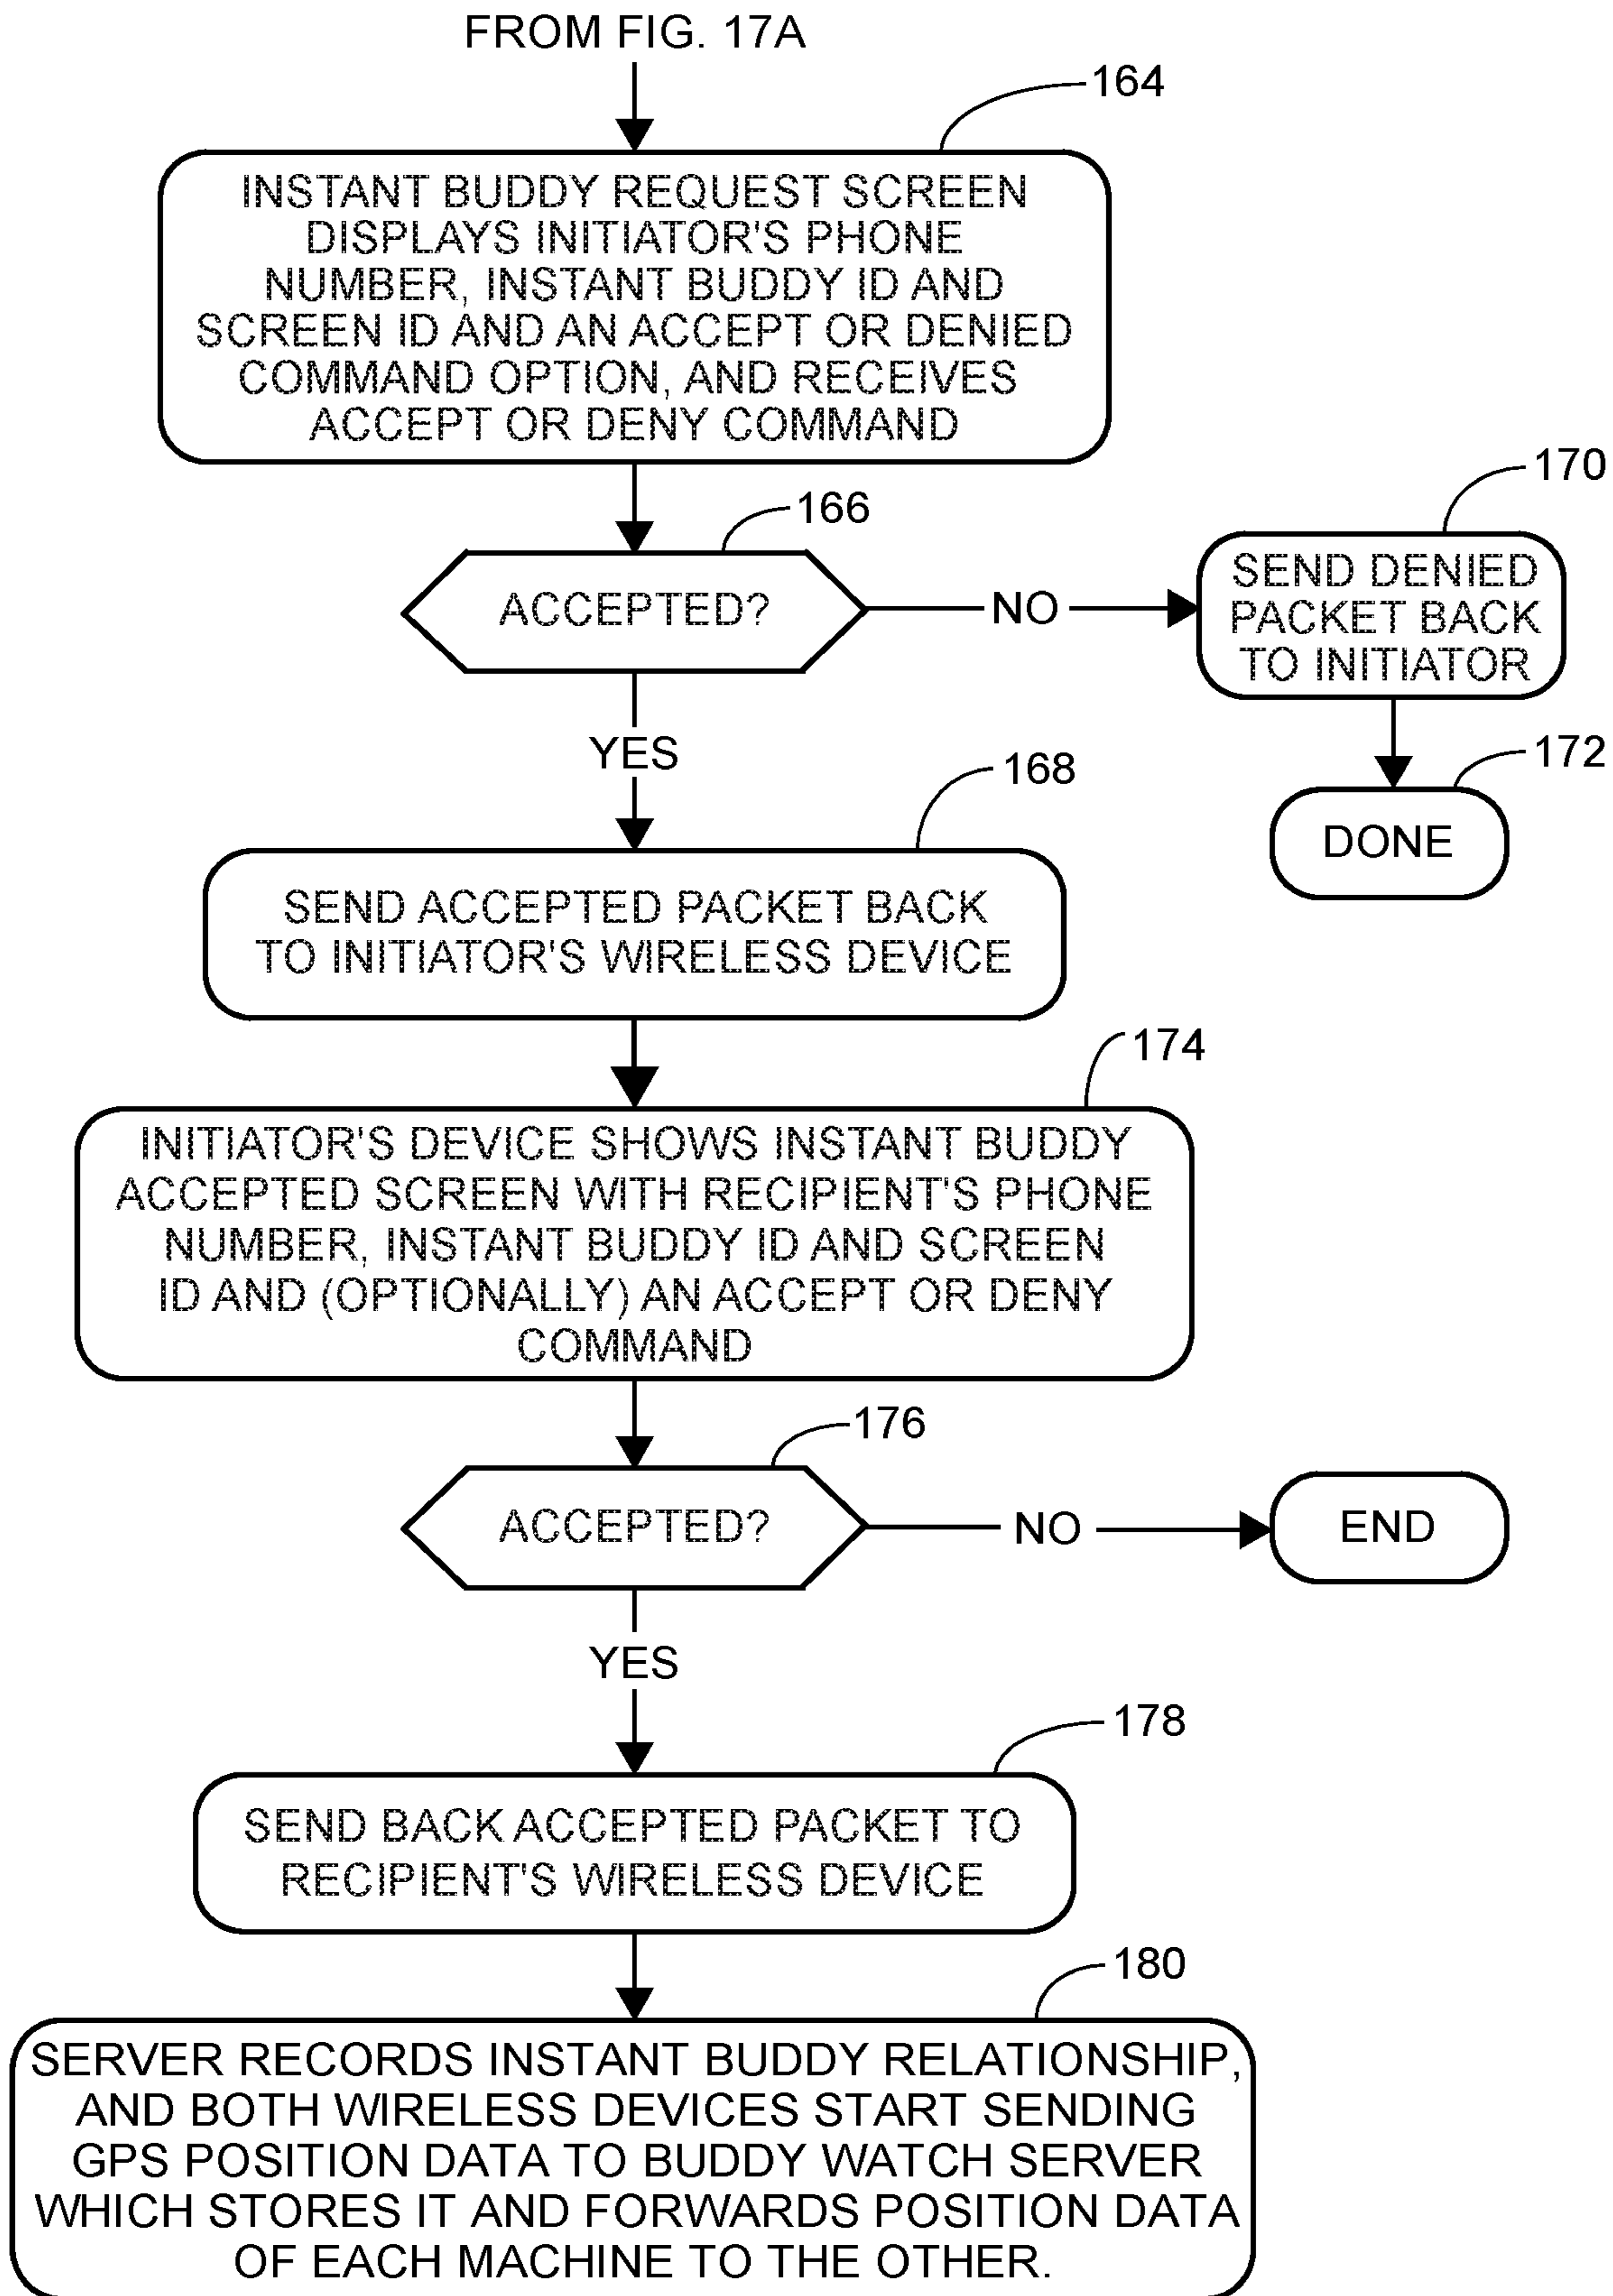 FROM FIG. 17A
164
INSTANT BUDDY REQUEST SCREEN
DISPLAYS INITIATOR'S PHONE
NUMBER, INSTANT BUDDY ID AND
SCREEN ID AND AN ACCEPT OR DENIED
COMMAND OPTION, AND RECEIVES
ACCEPT OR DENY COMMAND
166
ACCEPTED?
NO
170
SEND DENIED
PACKET BACK
TO INITIATOR
172
DONE
YES
168
SEND ACCEPTED PACKET BACK
TO INITIATOR'S WIRELESS DEVICE
174
INITIATOR'S DEVICE SHOWS INSTANT BUDDY
ACCEPTED SCREEN WITH RECIPIENT'S PHONE
NUMBER, INSTANT BUDDY ID AND SCREEN
ID AND (OPTIONALLY) AN ACCEPT OR DENY
COMMAND
176
ACCEPTED?
NO
END
YES
178
SEND BACK ACCEPTED PACKET TO
RECIPIENT'S WIRELESS DEVICE
180
SERVER RECORDS INSTANT BUDDY RELATIONSHIP,
AND BOTH WIRELESS DEVICES START SENDING
GPS POSITION DATA TO BUDDY WATCH SERVER
WHICH STORES IT AND FORWARDS POSITION DATA
OF EACH MACHINE TO THE OTHER.